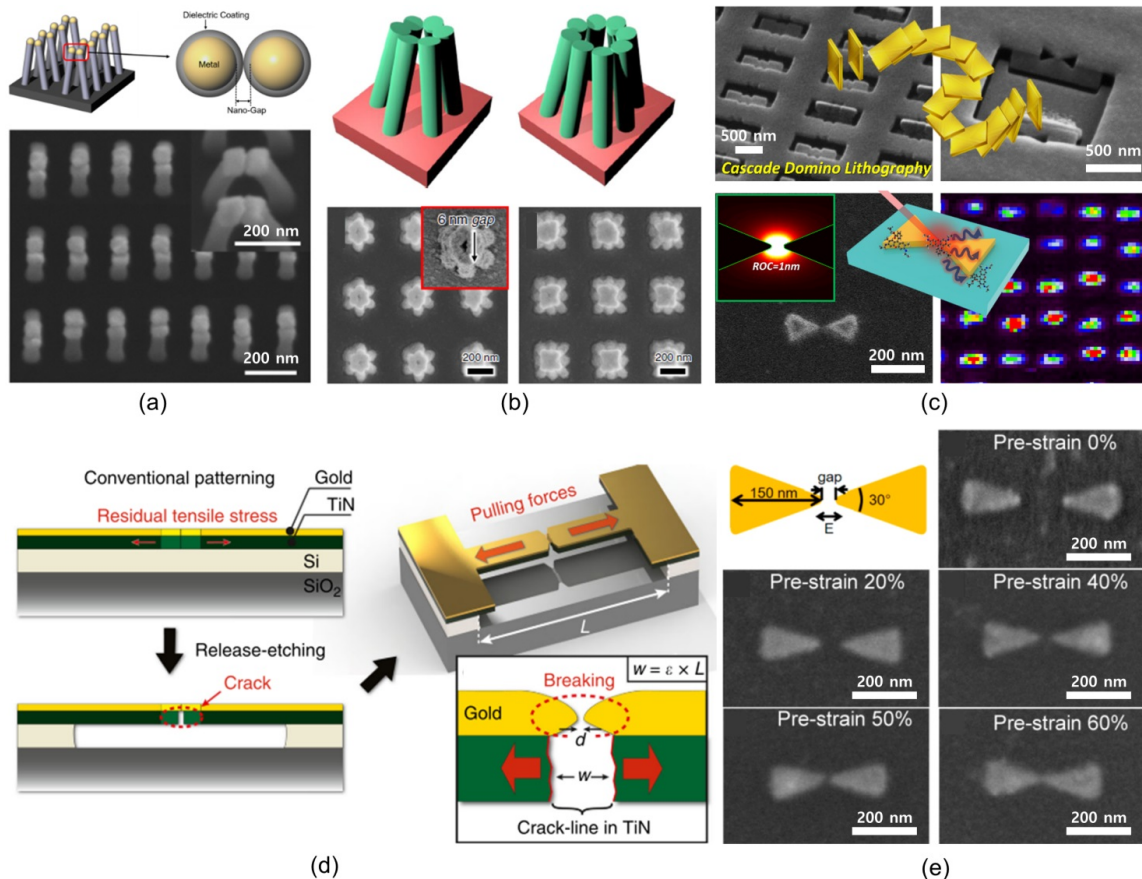 Dielectric Coating
Metal
Nano-Gap
200 nm
200 nm
(a)
6 nm gap
200 nm
200 nm
(b)
500 nm
Cascade Domino Lithography
500 nm
ROC=1nm
200 nm
(c)
Conventional patterning
Gold
TiN
Residual tensile stress
Si
SiO2
Release-etching
Crack
Pulling forces
L
w = ε × L
Breaking
Gold
d
w
Crack-line in TiN
(d)
gap
150 nm
30°
E
Pre-strain 0%
200 nm
Pre-strain 20%
200 nm
Pre-strain 40%
200 nm
Pre-strain 50%
200 nm
Pre-strain 60%
200 nm
(e)